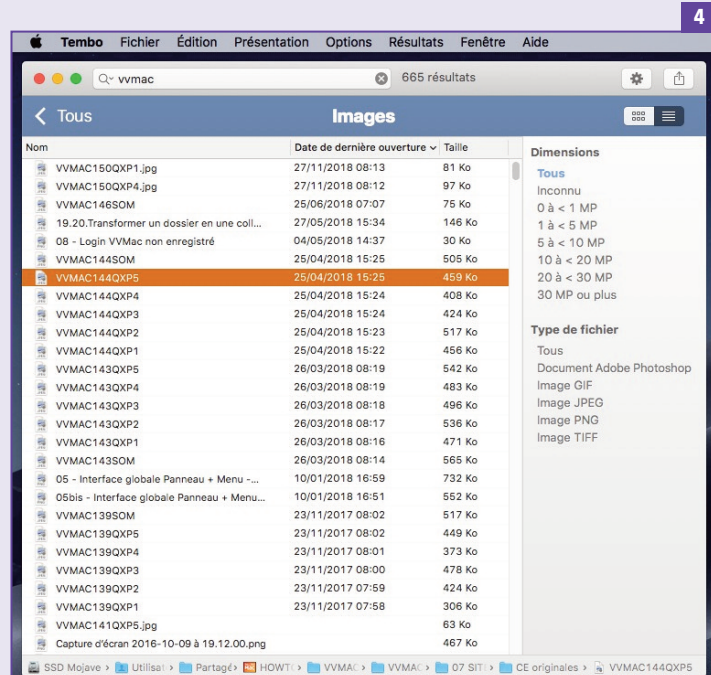 4
Tembo Fichier Édition Présentation Options Résultats Fenêtre Aide
vvmac 665 résultats
Tous Images
Nom Date de dernière ouverture Taille
VVMAC150QXP1.jpg 27/11/2018 08:13 81 Ko
VVMAC150QXP4.jpg 27/11/2018 08:12 97 Ko
VVMAC146SOM 25/06/2018 07:07 75 Ko
19.20.Transformer un dossier en une coll... 27/05/2018 15:34 146 Ko
08 - Login VVMac non enregistré 04/05/2018 14:37 30 Ko
VVMAC144SOM 25/04/2018 15:25 505 Ko
VVMAC144QXP5 25/04/2018 15:25 459 Ko
VVMAC144QXP4 25/04/2018 15:24 408 Ko
VVMAC144QXP3 25/04/2018 15:24 424 Ko
VVMAC144QXP2 25/04/2018 15:23 517 Ko
VVMAC144QXP1 25/04/2018 15:22 456 Ko
VVMAC143QXP5 26/03/2018 08:19 542 Ko
VVMAC143QXP4 26/03/2018 08:19 483 Ko
VVMAC143QXP3 26/03/2018 08:18 496 Ko
VVMAC143QXP2 26/03/2018 08:17 536 Ko
VVMAC143QXP1 26/03/2018 08:16 471 Ko
VVMAC143SOM 26/03/2018 08:14 565 Ko
05 - Interface globale Panneau + Menu -... 10/01/2018 16:59 732 Ko
05bis - Interface globale Panneau + Menu... 10/01/2018 16:51 552 Ko
VVMAC139SOM 23/11/2017 08:02 517 Ko
VVMAC139QXP5 23/11/2017 08:02 449 Ko
VVMAC139QXP4 23/11/2017 08:01 373 Ko
VVMAC139QXP3 23/11/2017 08:00 478 Ko
VVMAC139QXP2 23/11/2017 07:59 424 Ko
VVMAC139QXP1 23/11/2017 07:58 306 Ko
VVMAC141QXP5.jpg 63 Ko
Capture d'écran 2016-10-09 à 19.12.00.png 467 Ko
Dimensions
Tous
Inconnu
0 à < 1 MP
1 à < 5 MP
5 à < 10 MP
10 à < 20 MP
20 à < 30 MP
30 MP ou plus
Type de fichier
Tous
Document Adobe Photoshop
Image GIF
Image JPEG
Image PNG
Image TIFF
SSD Mojave › Utilisat › Partagé › HOWT › VVMAC › VVMAC › 07 SIT › CE originales › VVMAC144QXP5